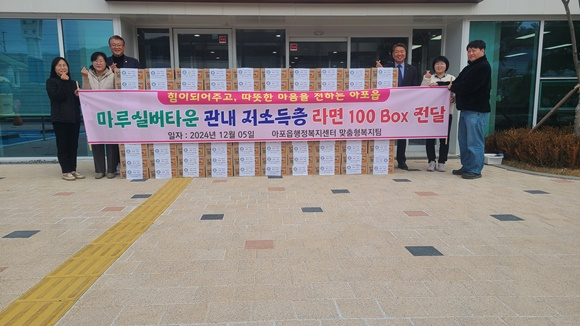 힘이되어주고, 따뜻한 마음을 전하는 아포읍
마루실버타운 관내 저소득층 라면 100 Box 전달
일자 : 2024년 12월 05일 아포읍행정복지센터 맞춤형복지팀